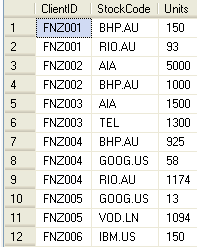 ClientID StockCode Units
1 FNZ001 BHP.AU 150
2 FNZ001 RIO.AU 93
3 FNZ002 AIA 5000
4 FNZ002 BHP.AU 1000
5 FNZ003 AIA 1500
6 FNZ003 TEL 1300
7 FNZ004 BHP.AU 925
8 FNZ004 GOOG.US 58
9 FNZ004 RIO.AU 1174
10 FNZ005 GOOG.US 13
11 FNZ005 VOD.LN 1094
12 FNZ006 IBM.US 150